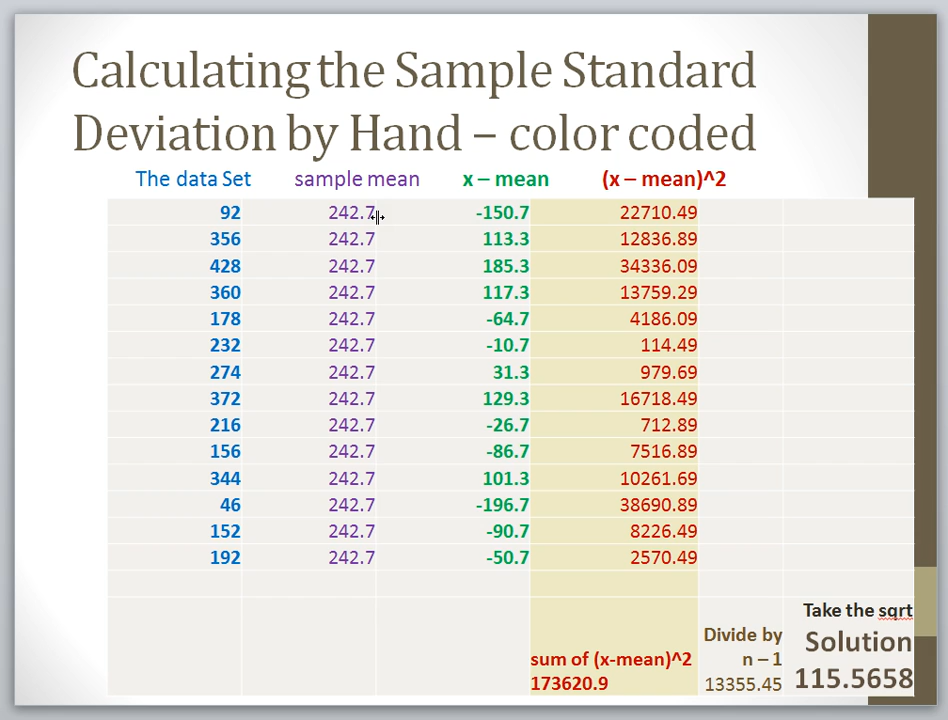 Calculating the Sample Standard
Deviation by Hand – color coded
The data Set sample mean x – mean (x – mean)^2
92 242.7 -150.7 22710.49
356 242.7 113.3 12836.89
428 242.7 185.3 34336.09
360 242.7 117.3 13759.29
178 242.7 -64.7 4186.09
232 242.7 -10.7 114.49
274 242.7 31.3 979.69
372 242.7 129.3 16718.49
216 242.7 -26.7 712.89
156 242.7 -86.7 7516.89
344 242.7 101.3 10261.69
46 242.7 -196.7 38690.89
152 242.7 -90.7 8226.49
192 242.7 -50.7 2570.49
sum of (x-mean)^2
173620.9
Divide by
n – 1
13355.45
Take the sqrt
Solution
115.5658